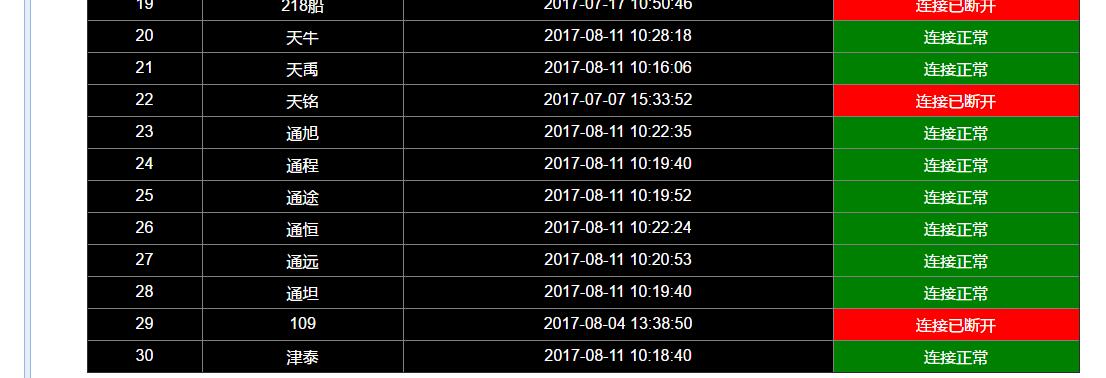 19 218船 2017-07-17 10:50:46 连接已断开
20 天牛 2017-08-11 10:28:18 连接正常
21 天禹 2017-08-11 10:16:06 连接正常
22 天铭 2017-07-07 15:33:52 连接已断开
23 通旭 2017-08-11 10:22:35 连接正常
24 通程 2017-08-11 10:19:40 连接正常
25 通途 2017-08-11 10:19:52 连接正常
26 通恒 2017-08-11 10:22:24 连接正常
27 通远 2017-08-11 10:20:53 连接正常
28 通坦 2017-08-11 10:19:40 连接正常
29 109 2017-08-04 13:38:50 连接已断开
30 津泰 2017-08-11 10:18:40 连接正常